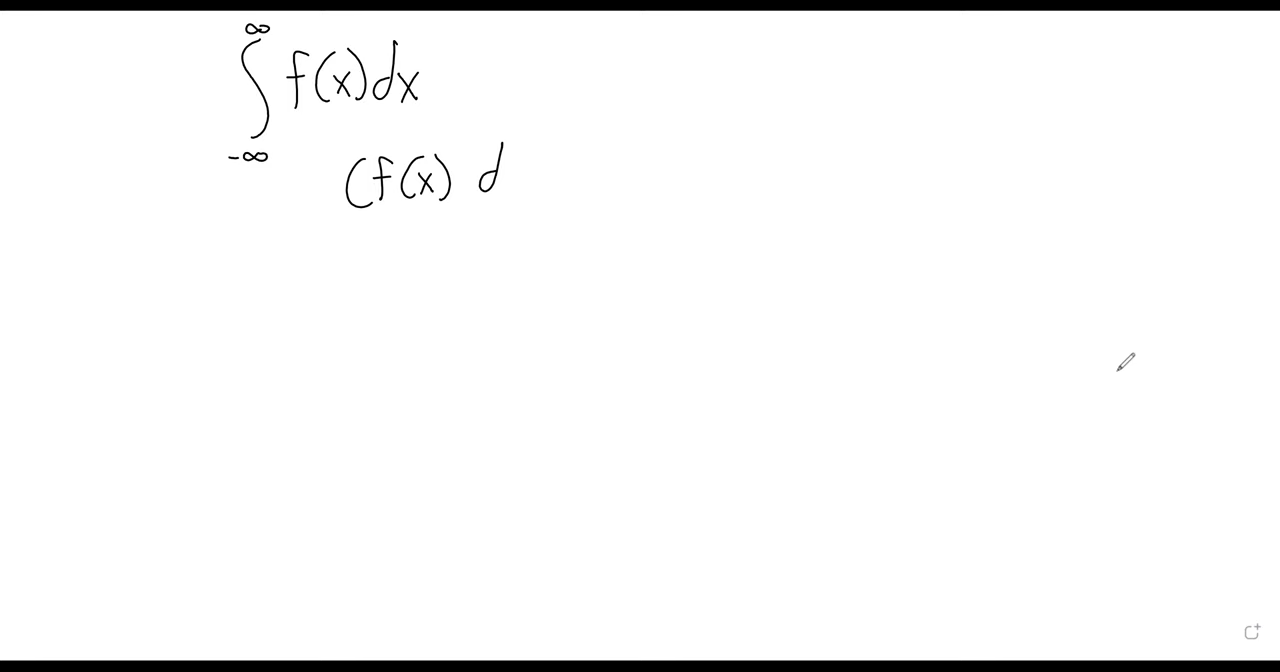 ∫_{-∞}^{∞} f(x)dx
(f(x) d